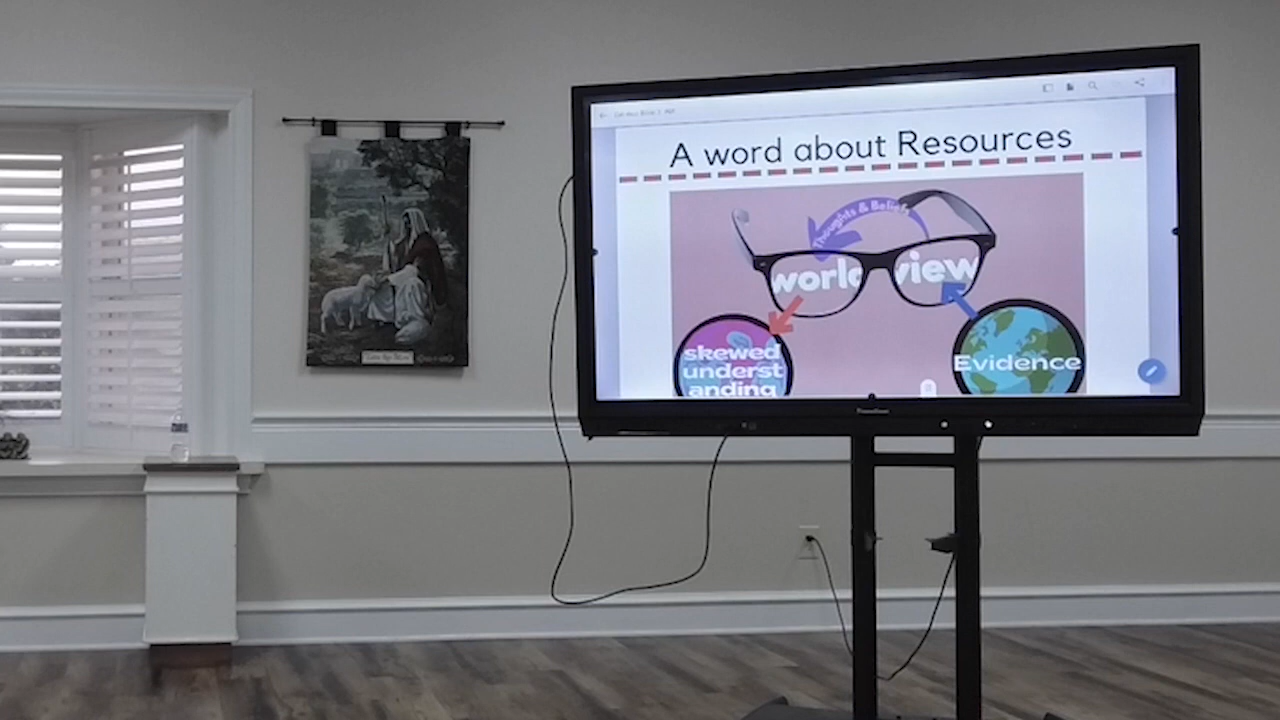 A word about Resources
Thoughts & Beliefs
world view
skewed
underst
anding
Evidence